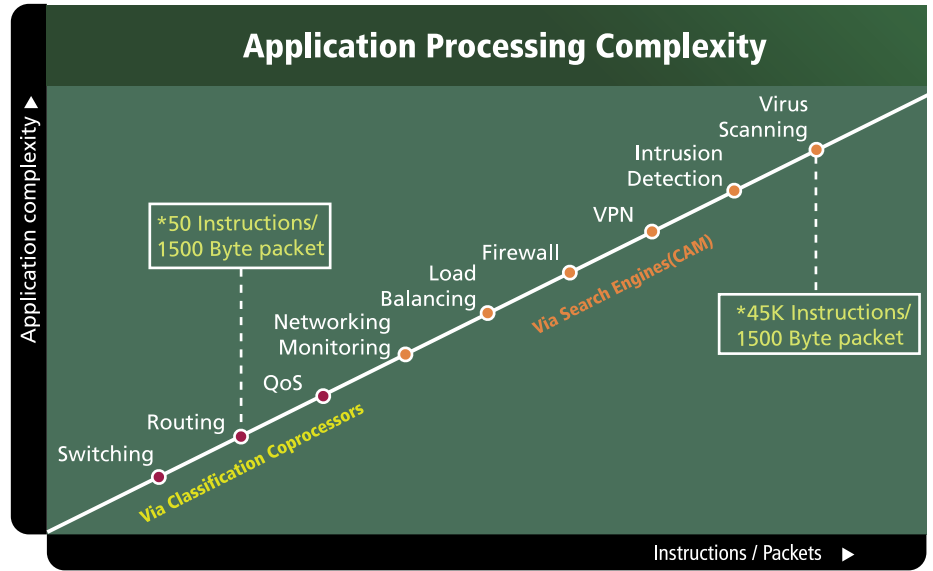 Application Processing Complexity
Application complexity ▲
Virus
Scanning
Intrusion
Detection
VPN
Firewall
Load
Balancing
Networking
Monitoring
QoS
Routing
Switching
*50 Instructions/
1500 Byte packet
Via Search Engines(CAM)
*45K Instructions/
1500 Byte packet
Via Classification Coprocessors
Instructions / Packets ▶